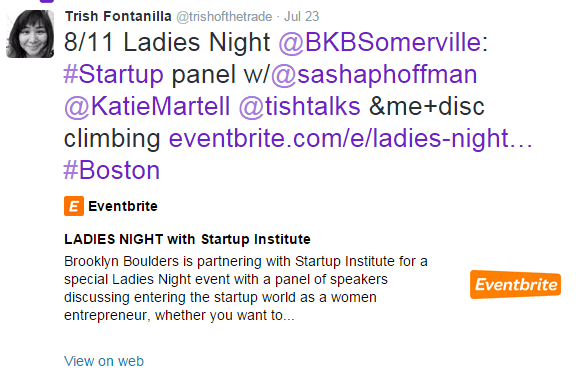 Trish Fontanilla @trishofthetrade · Jul 23
8/11 Ladies Night @BKBSomerville:
#Startup panel w/@sashaphoffman
@KatieMartell @tishtalks &me+disc
climbing eventbrite.com/e/ladies-night…
#Boston
E Eventbrite
LADIES NIGHT with Startup Institute
Brooklyn Boulders is partnering with Startup Institute for a
special Ladies Night event with a panel of speakers
discussing entering the startup world as a women
entrepreneur, whether you want to...
Eventbrite
View on web